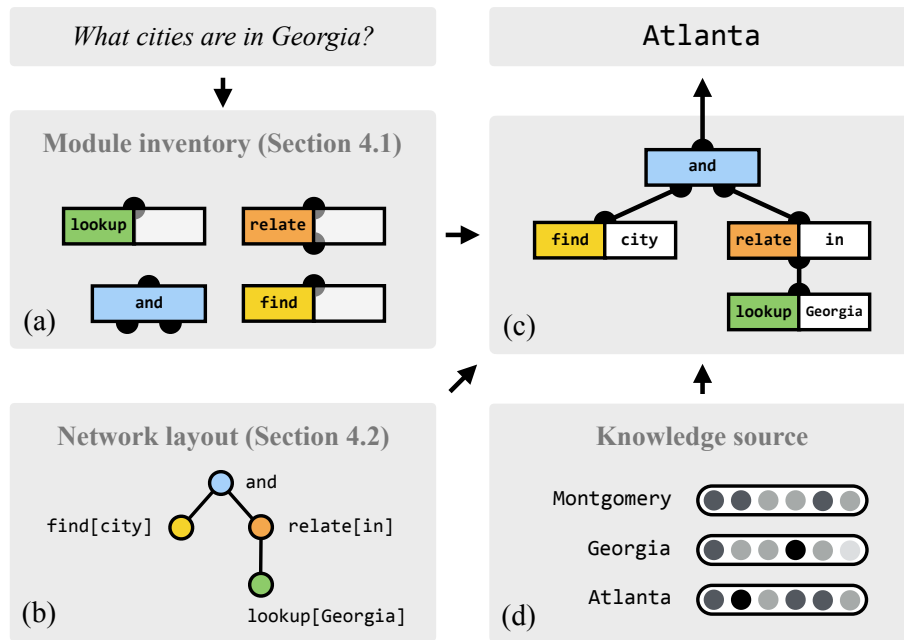 What cities are in Georgia?
Atlanta
Module inventory (Section 4.1)
lookup
relate
and
find
(a)
and
find city
relate in
lookup Georgia
(c)
Network layout (Section 4.2)
and
find[city]
relate[in]
lookup[Georgia]
(b)
Knowledge source
Montgomery
Georgia
Atlanta
(d)